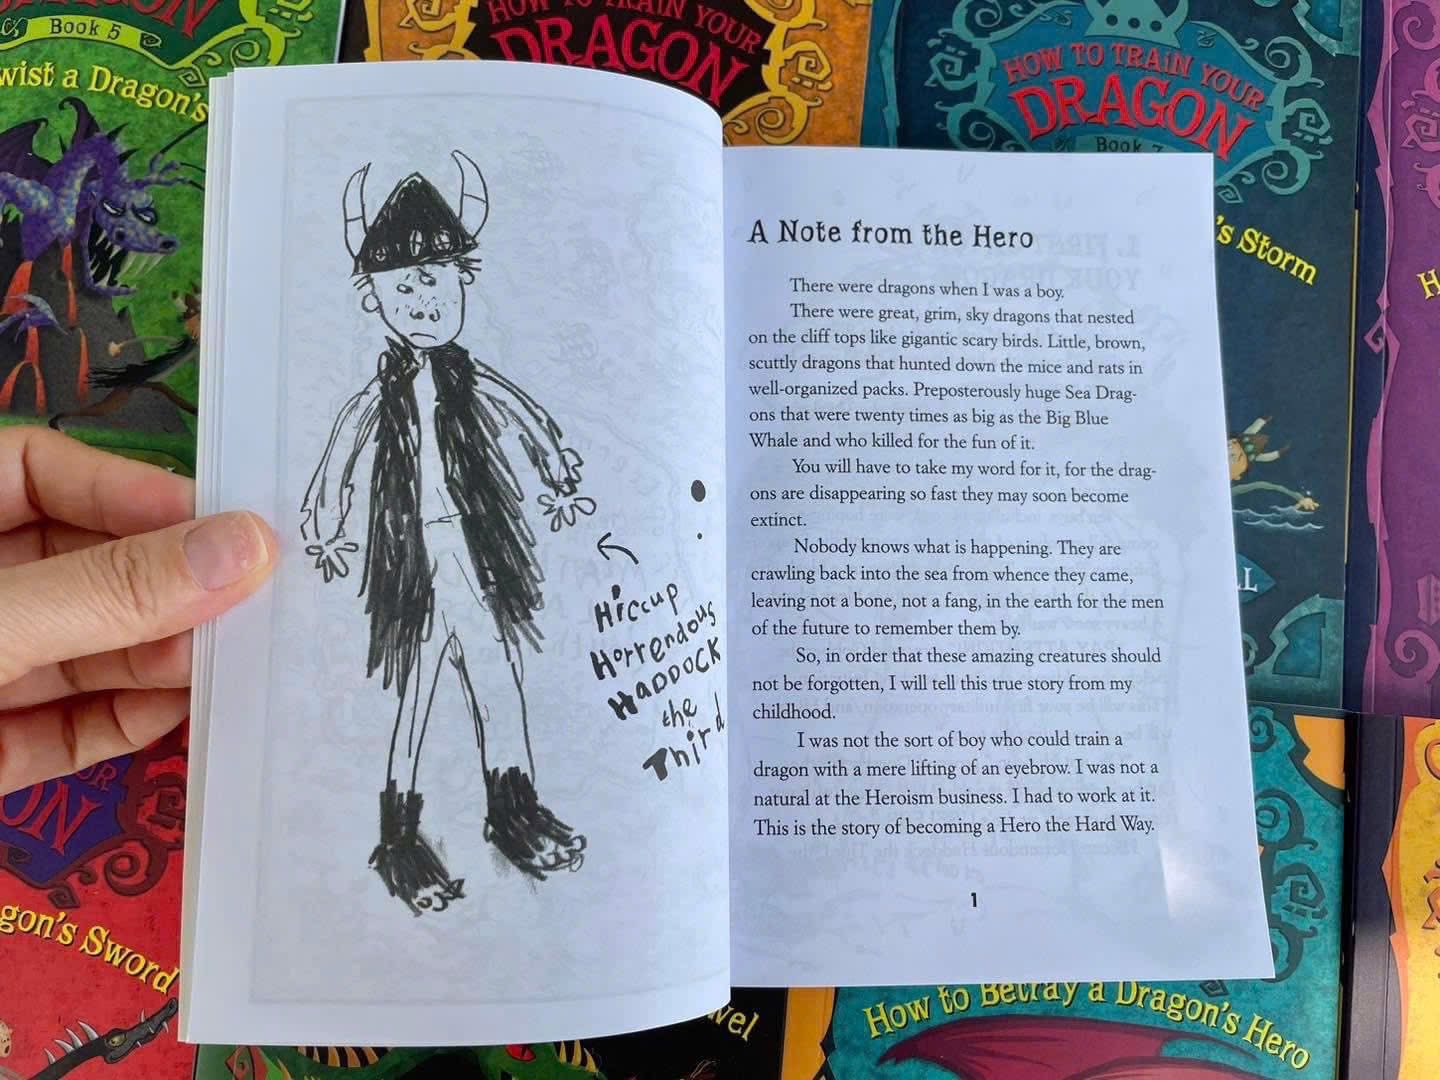 Book 5
wist a Dragon's
HOW TO TRAIN YOUR
DRAGON
HOW TO TRAIN YOUR
DRAGON
Book 7
's Storm
Hiccup
Horrendous
Haddock
the
Third
A Note from the Hero
There were dragons when I was a boy.
There were great, grim, sky dragons that nested
on the cliff tops like gigantic scary birds. Little, brown,
scuttly dragons that hunted down the mice and rats in
well-organized packs. Preposterously huge Sea Drag-
ons that were twenty times as big as the Big Blue
Whale and who killed for the fun of it.
You will have to take my word for it, for the drag-
ons are disappearing so fast they may soon become
extinct.
Nobody knows what is happening. They are
crawling back into the sea from whence they came,
leaving not a bone, not a fang, in the earth for the men
of the future to remember them by.
So, in order that these amazing creatures should
not be forgotten, I will tell this true story from my
childhood.
I was not the sort of boy who could train a
dragon with a mere lifting of an eyebrow. I was not a
natural at the Heroism business. I had to work at it.
This is the story of becoming a Hero the Hard Way.
1
gon's Sword
wel
How to Betray a Dragon's Hero